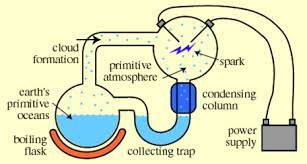 cloud
formation
spark
primitive
atmosphere
earth's
primitive
oceans
condensing
column
boiling
flask
collecting trap
power
supply